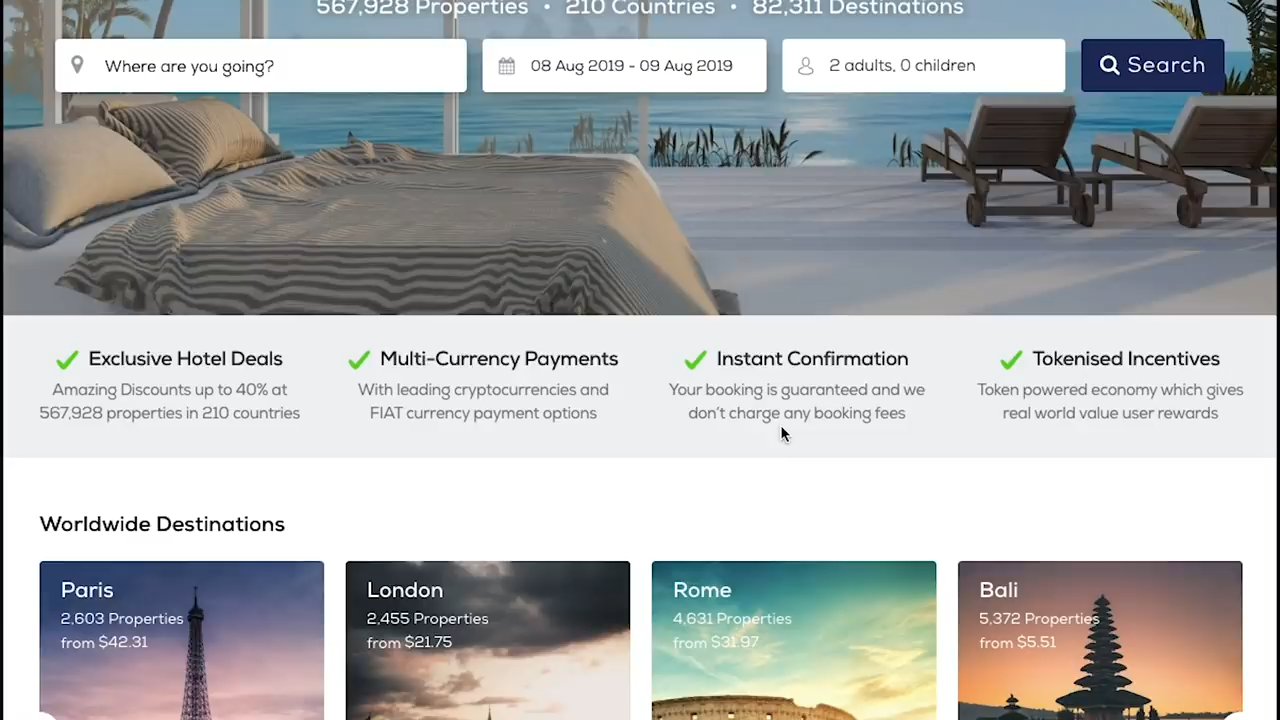 567,928 Properties • 210 Countries • 82,311 Destinations
Where are you going?
08 Aug 2019 - 09 Aug 2019
2 adults, 0 children
Search
Exclusive Hotel Deals
Amazing Discounts up to 40% at
567,928 properties in 210 countries
Multi-Currency Payments
With leading cryptocurrencies and
FIAT currency payment options
Instant Confirmation
Your booking is guaranteed and we
don't charge any booking fees
Tokenised Incentives
Token powered economy which gives
real world value user rewards
Worldwide Destinations
Paris
2,603 Properties
from $42.31
London
2,455 Properties
from $21.75
Rome
4,631 Properties
from $31.97
Bali
5,372 Properties
from $5.51